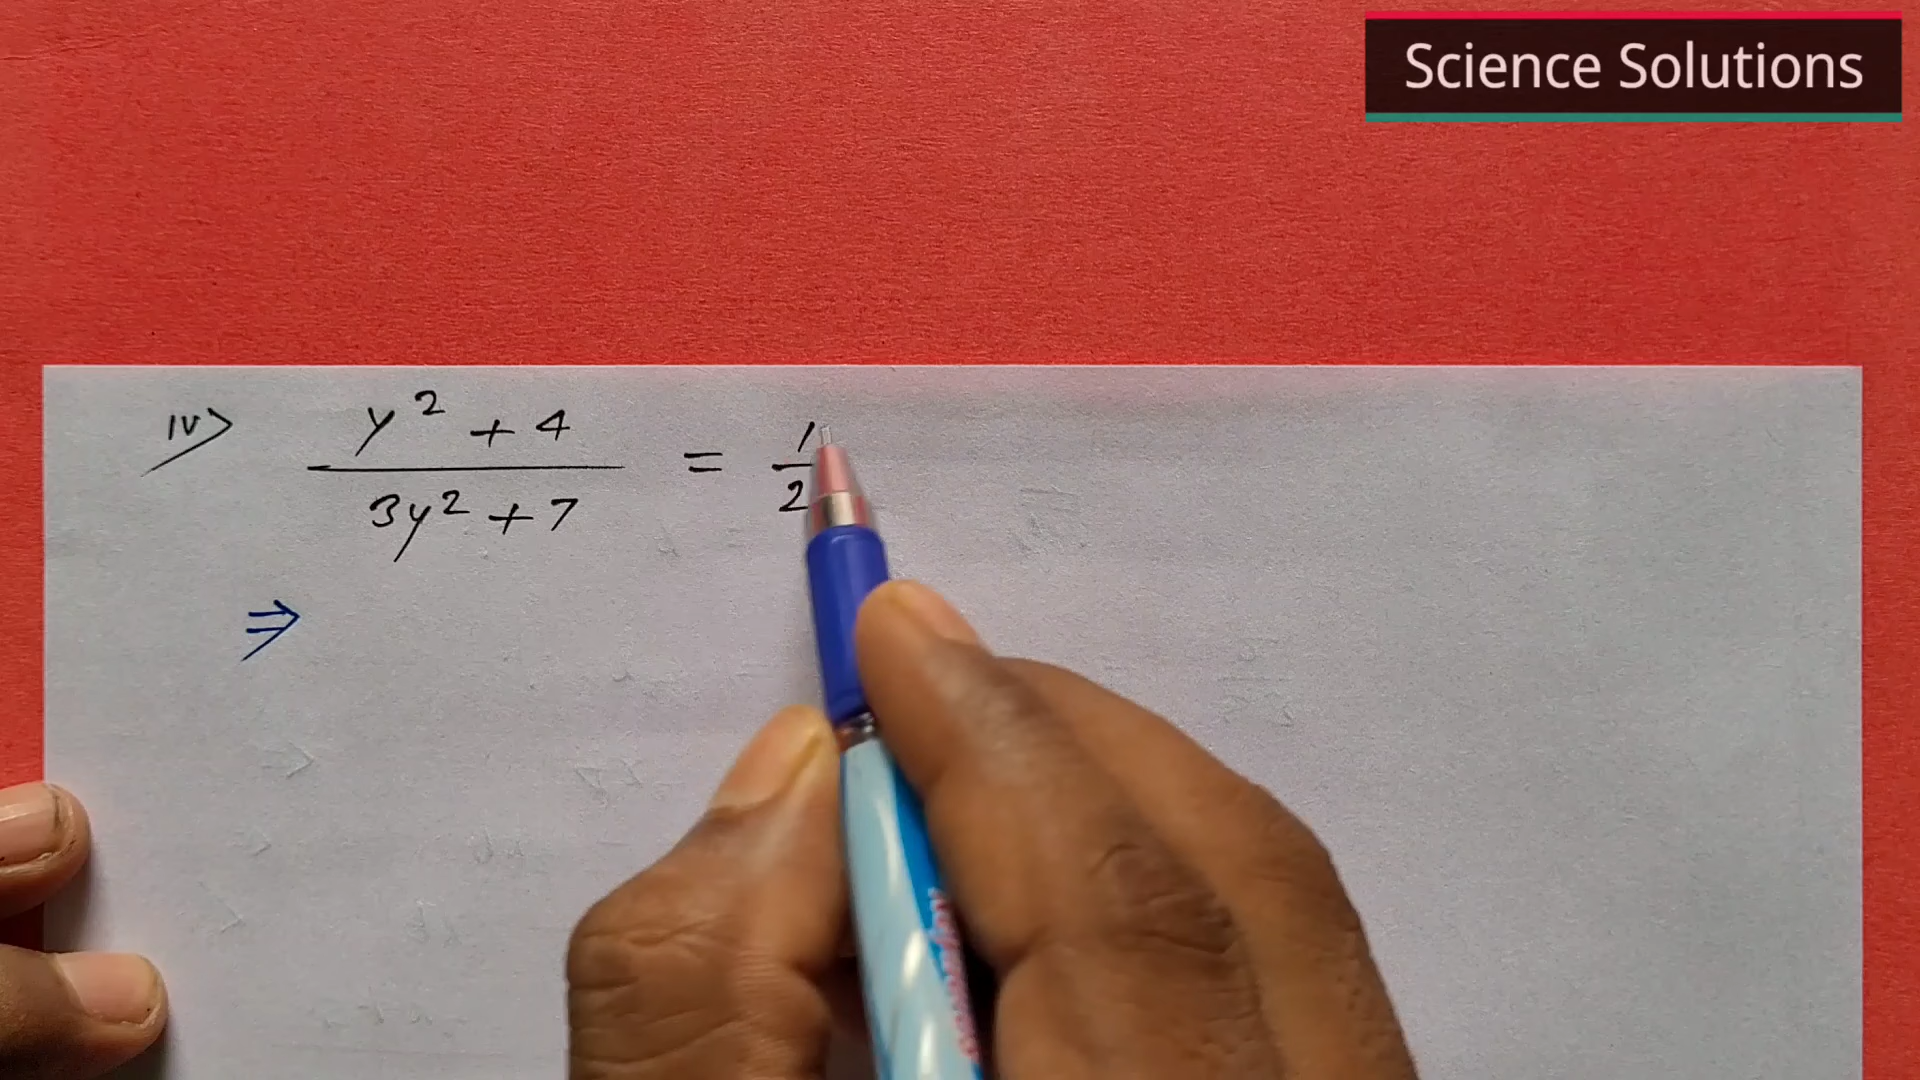 Science Solutions
iv> y² + 4 / 3y² + 7 = 1/2
⇒